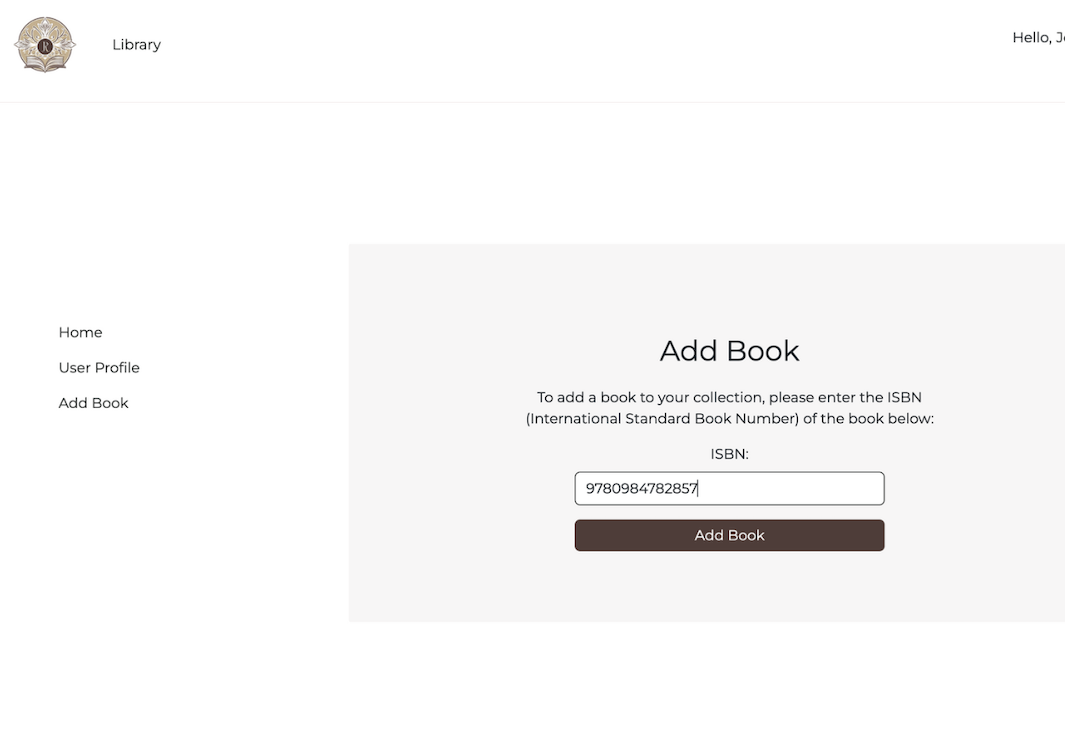 Library
Hello, Jo
Home
User Profile
Add Book
Add Book
To add a book to your collection, please enter the ISBN
(International Standard Book Number) of the book below:
ISBN:
9780984782857
Add Book